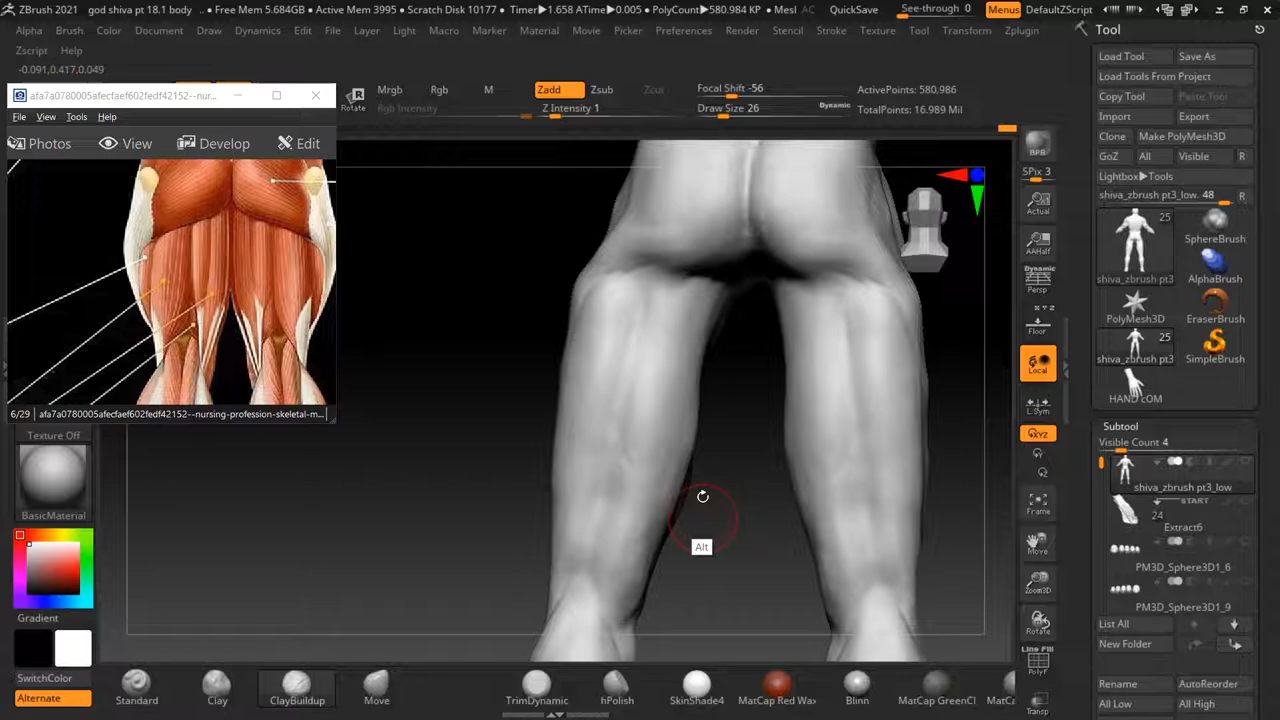 ZBrush 2021 - god shiva pt 18.1 body .. • Free Mem 5.684GB • Active Mem 3995 • Scratch Disk 10177 • Timer▶1.658 ATime▶0.005 • PolyCount▶580.984 KP • Mesl AC QuickSave See-through 0 Menus DefaultZScript
Alpha Brush Color Document Draw Dynamics Edit File Layer Light Macro Marker Material Movie Picker Preferences Render Stencil Stroke Texture Tool Transform Zplugin
Zscript Help
-0.091,0.417,0.049
afa7a0780005afecfaef602fedf42152--nur...
File View Tools Help
Photos View Develop Edit
6/29 afa7a0780005afecfaef602fedf42152--nursing-profession-skeletal-m...
Rotate
Mrgb Rgb M
Rgb Intensity
Zadd Zsub Zcut
Z Intensity 1
Focal Shift -56
Draw Size 26
Dynamic
ActivePoints: 580,986
TotalPoints: 16.989 Mil
Texture Off
BasicMaterial
Gradient
SwitchColor
Alternate
Alt
Standard Clay ClayBuildup Move TrimDynamic hPolish SkinShade4 MatCap Red Wax Blinn MatCap GreenCl MatCa
BPR
SPix 3
Actual
AAHalf
Dynamic
Persp
X Y Z
Floor
Local
L.Sym
XYZ
Frame
Move
Zoom3D
Rotate
Line Fill
PolyF
Transp
Tool
Load Tool Save As
Load Tools From Project
Copy Tool Paste Tool
Import Export
Clone Make PolyMesh3D
GoZ All Visible R
Lightbox▶Tools
shiva_zbrush pt3_low. 48 R
25
shiva_zbrush pt3
SphereBrush
AlphaBrush
PolyMesh3D
EraserBrush
25
shiva_zbrush pt3
SimpleBrush
HAND cOM
Subtool
Visible Count 4
shiva_zbrush pt3_low
START
24
Extract6
PM3D_Sphere3D1_6
PM3D_Sphere3D1_9
List All
New Folder
Rename AutoReorder
All Low All High